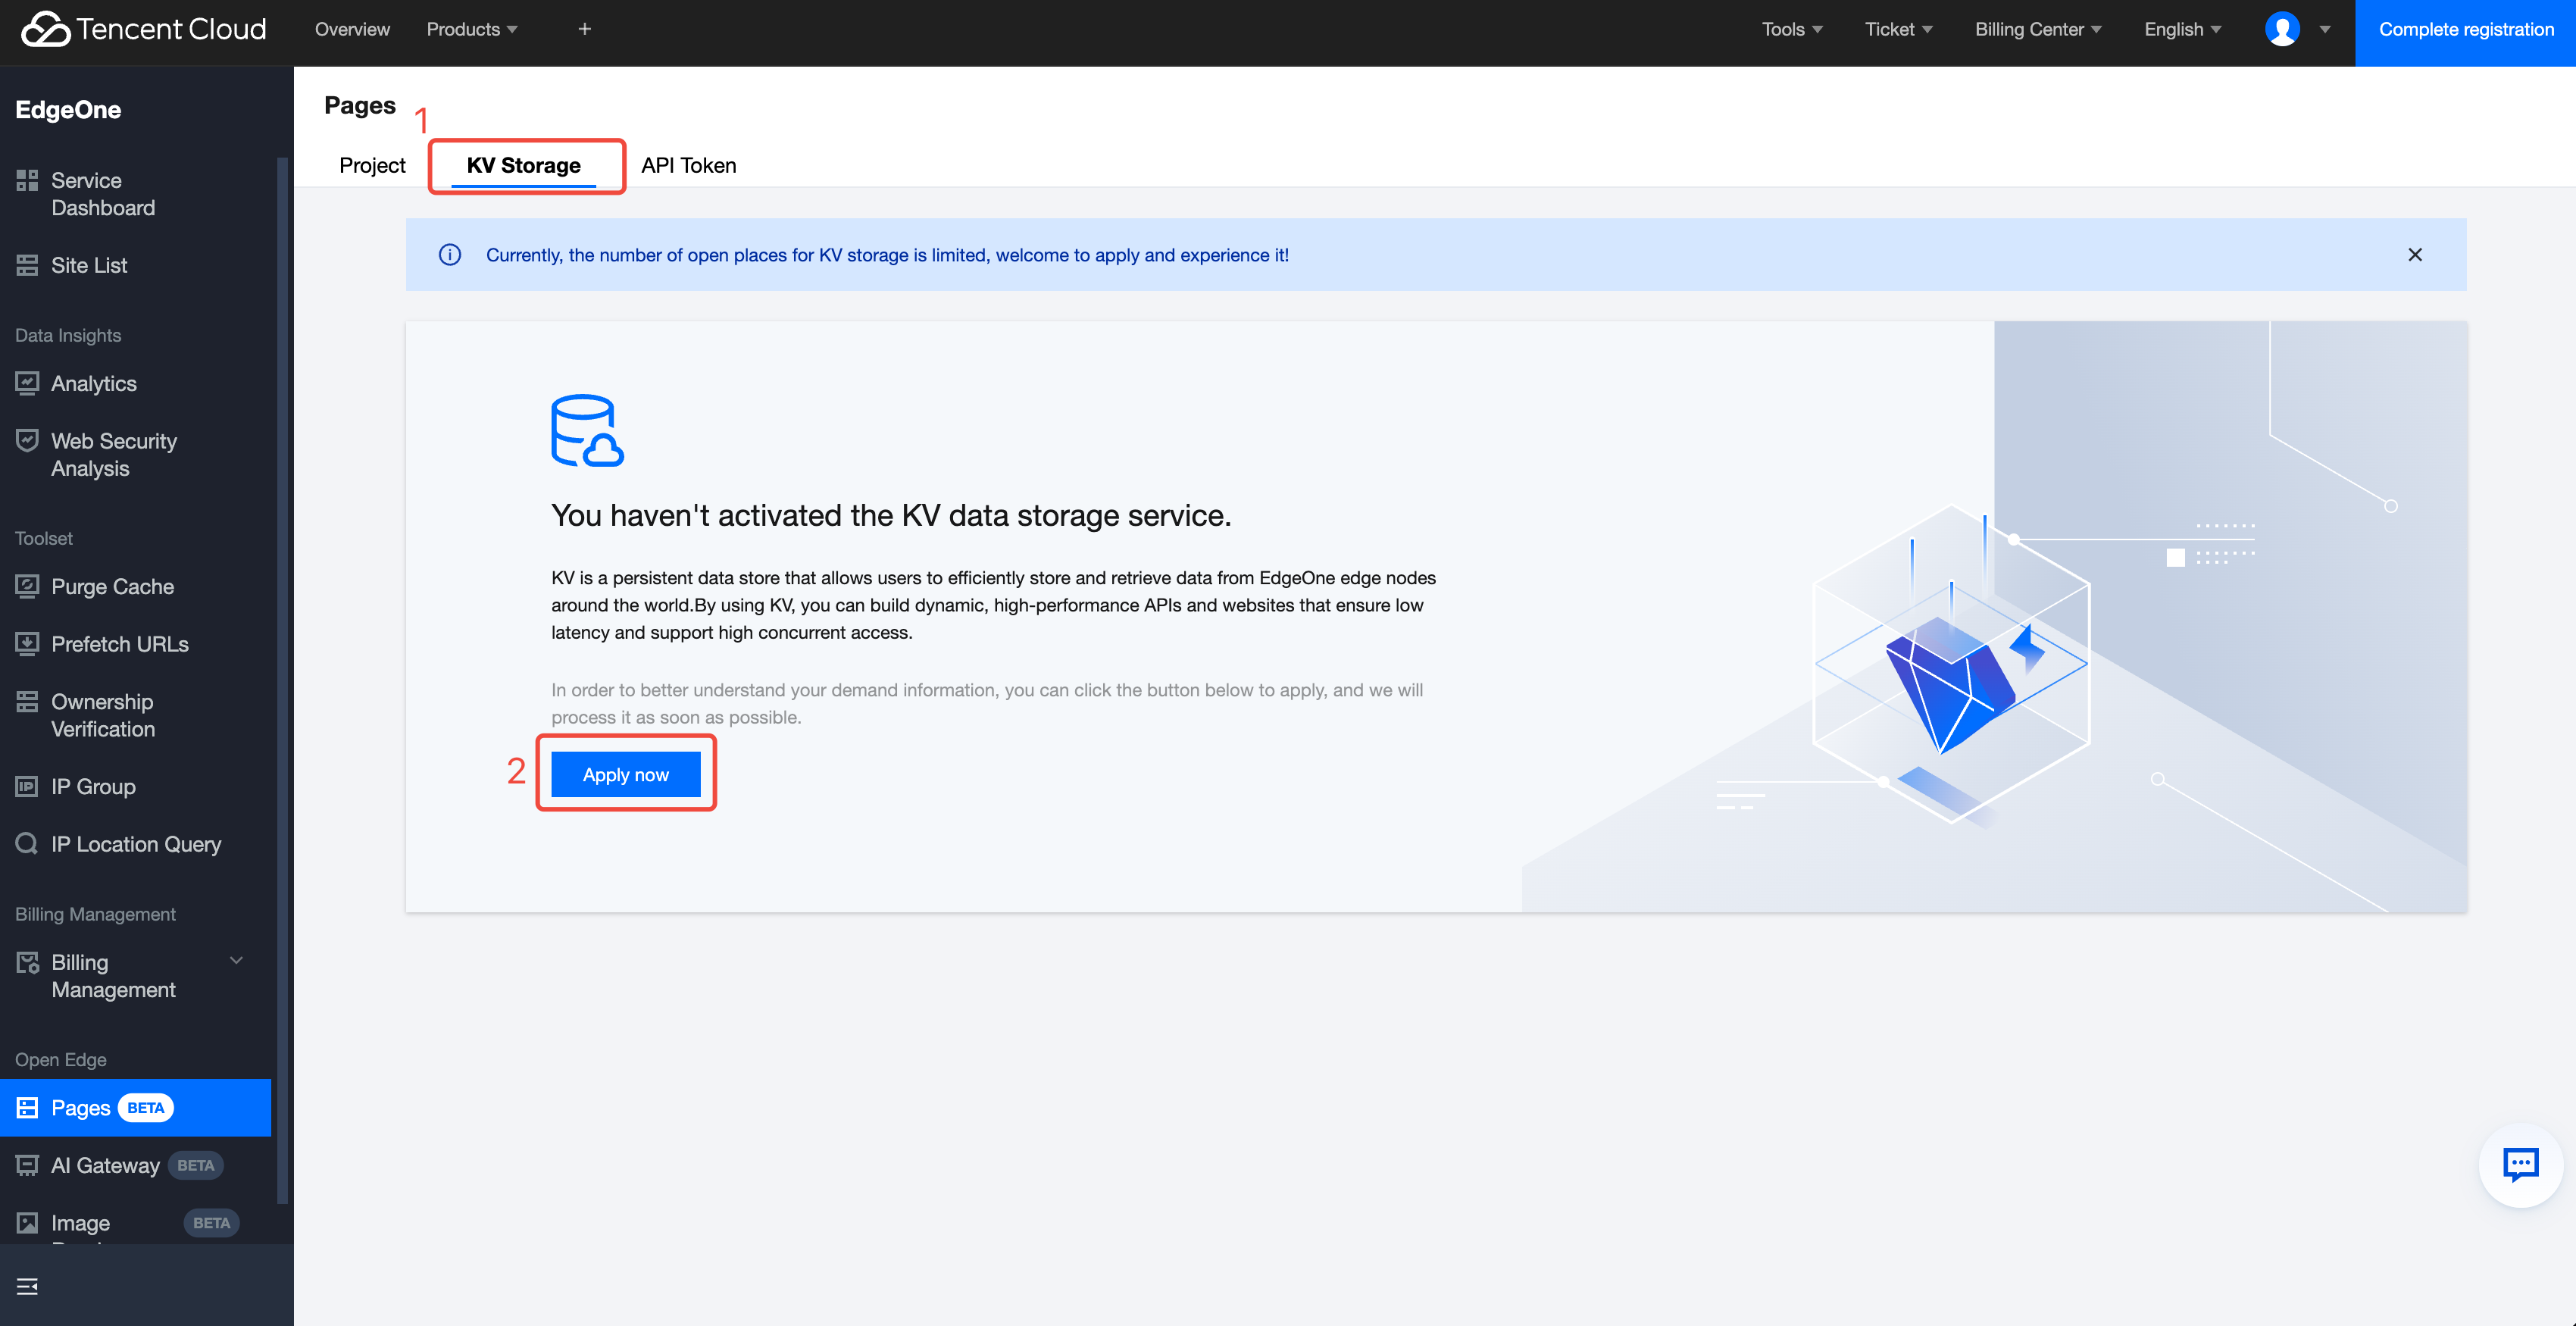 Tencent Cloud
Overview
Products
+
Tools
Ticket
Billing Center
English
Complete registration
EdgeOne
Service
Dashboard
Site List
Data Insights
Analytics
Web Security
Analysis
Toolset
Purge Cache
Prefetch URLs
Ownership
Verification
IP
IP Group
IP Location Query
Billing Management
Billing
Management
Open Edge
Pages BETA
AI Gateway BETA
Image BETA
Pages
1
Project
KV Storage
API Token
Currently, the number of open places for KV storage is limited, welcome to apply and experience it!
You haven't activated the KV data storage service.
KV is a persistent data store that allows users to efficiently store and retrieve data from EdgeOne edge nodes
around the world.By using KV, you can build dynamic, high-performance APIs and websites that ensure low
latency and support high concurrent access.
In order to better understand your demand information, you can click the button below to apply, and we will
process it as soon as possible.
2
Apply now